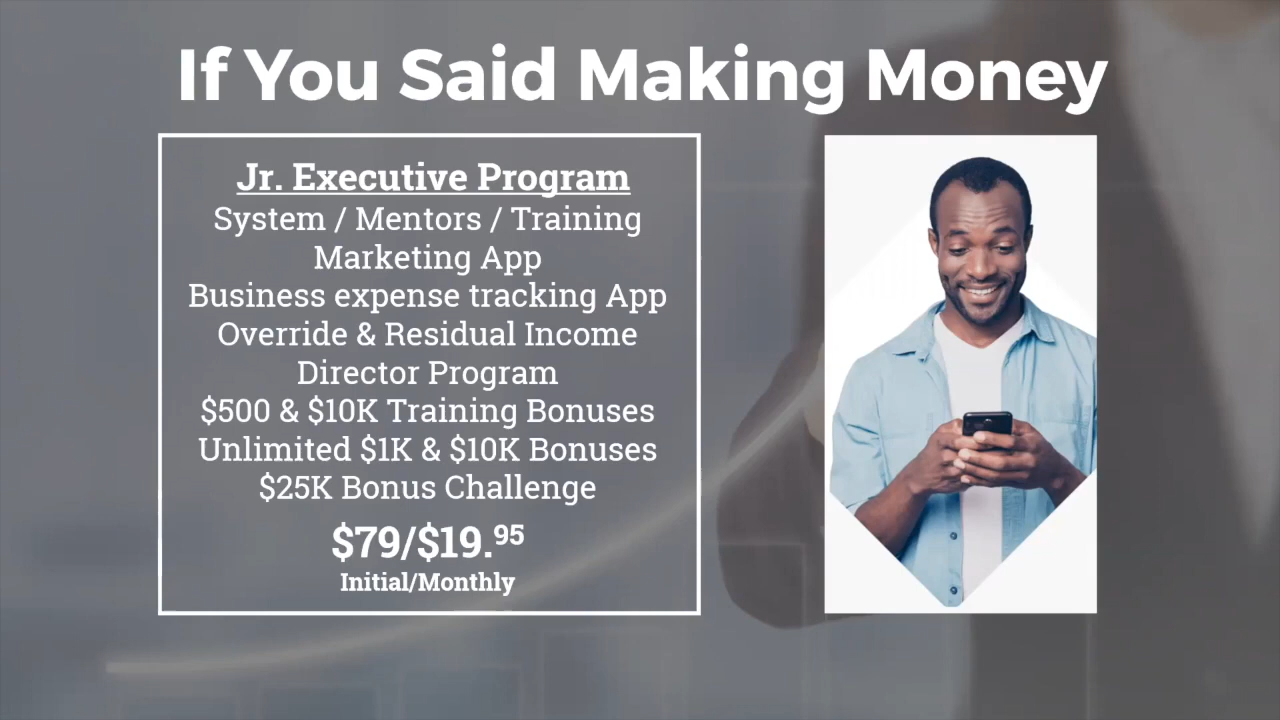 If You Said Making Money
Jr. Executive Program
System / Mentors / Training
Marketing App
Business expense tracking App
Override & Residual Income
Director Program
$500 & $10K Training Bonuses
Unlimited $1K & $10K Bonuses
$25K Bonus Challenge
$79/$19.95
Initial/Monthly